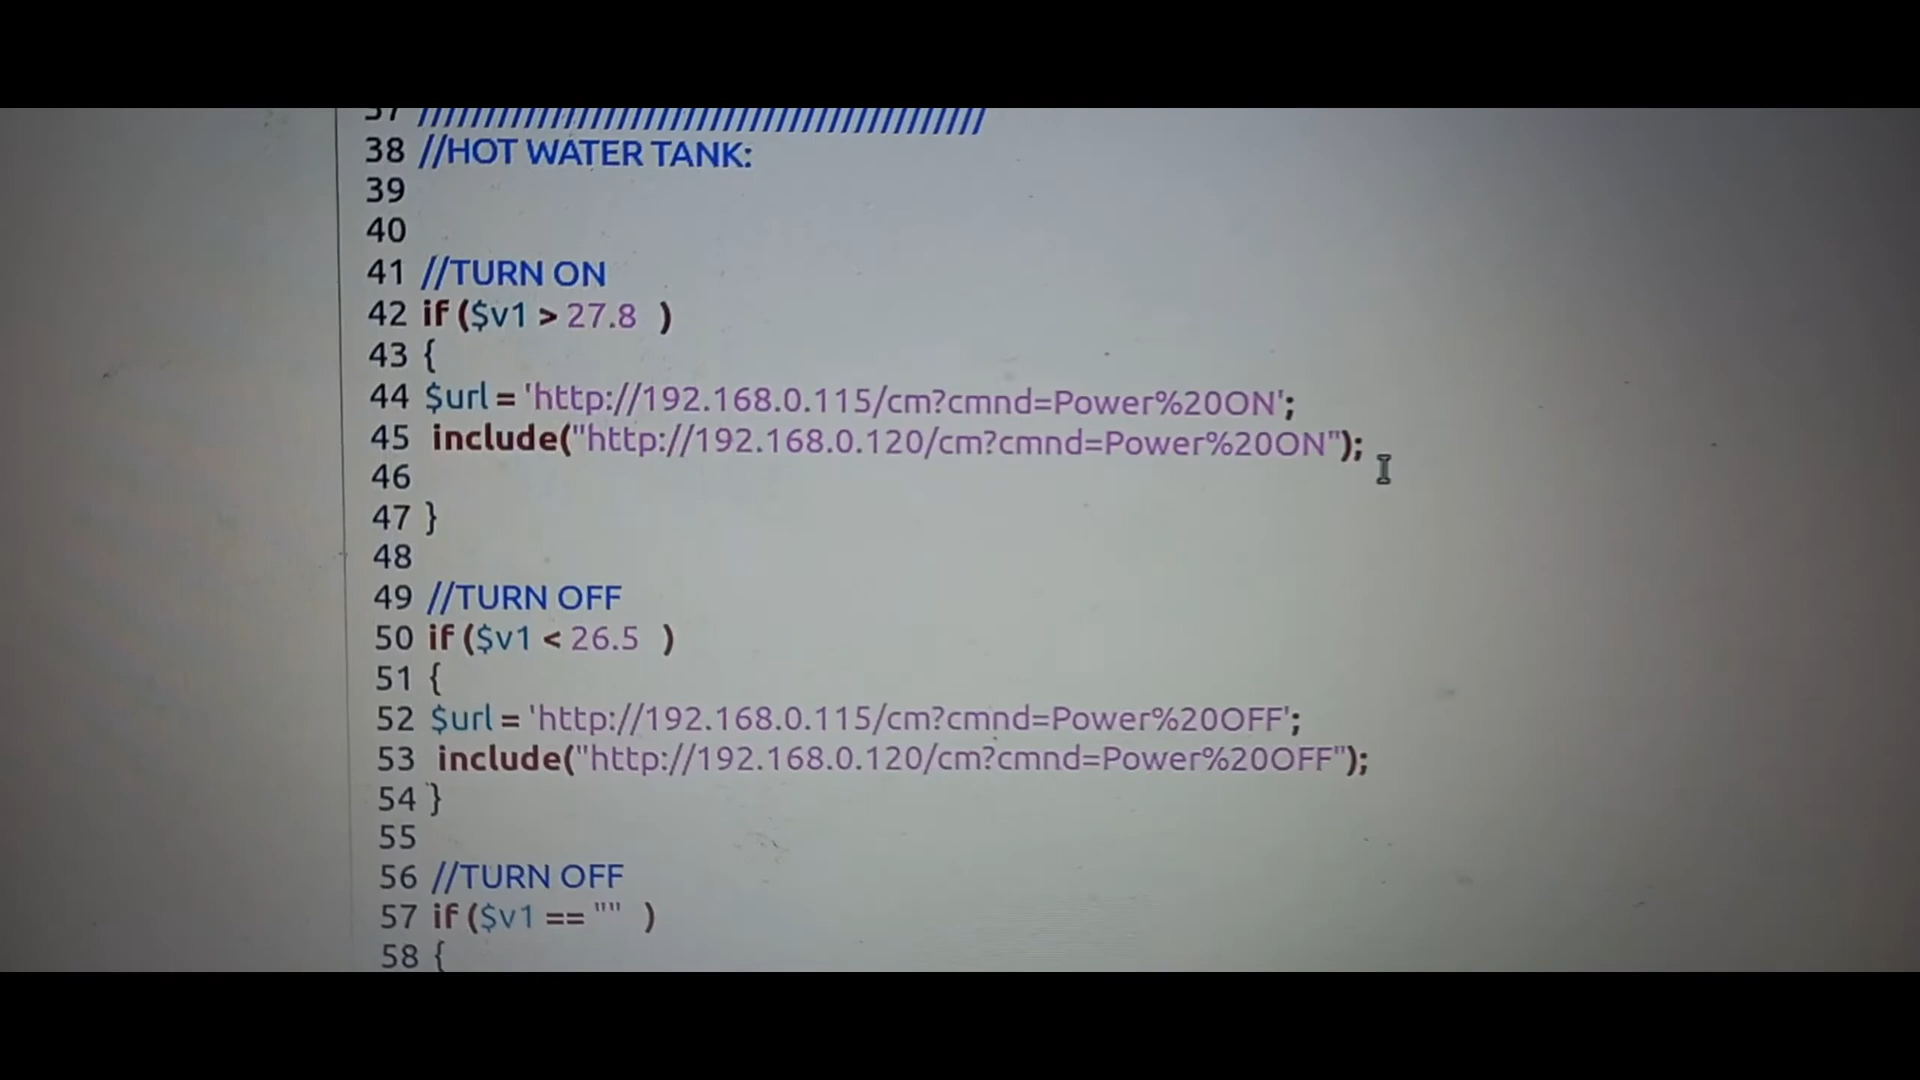 37 ///////////////////////////////////////////
38 //HOT WATER TANK:
39
40
41 //TURN ON
42 if ($v1 > 27.8 )
43 {
44 $url = 'http://192.168.0.115/cm?cmnd=Power%20ON';
45 include("http://192.168.0.120/cm?cmnd=Power%20ON");
46
47 }
48
49 //TURN OFF
50 if ($v1 < 26.5 )
51 {
52 $url = 'http://192.168.0.115/cm?cmnd=Power%20OFF';
53 include("http://192.168.0.120/cm?cmnd=Power%20OFF");
54 }
55
56 //TURN OFF
57 if ($v1 == "" )
58 {